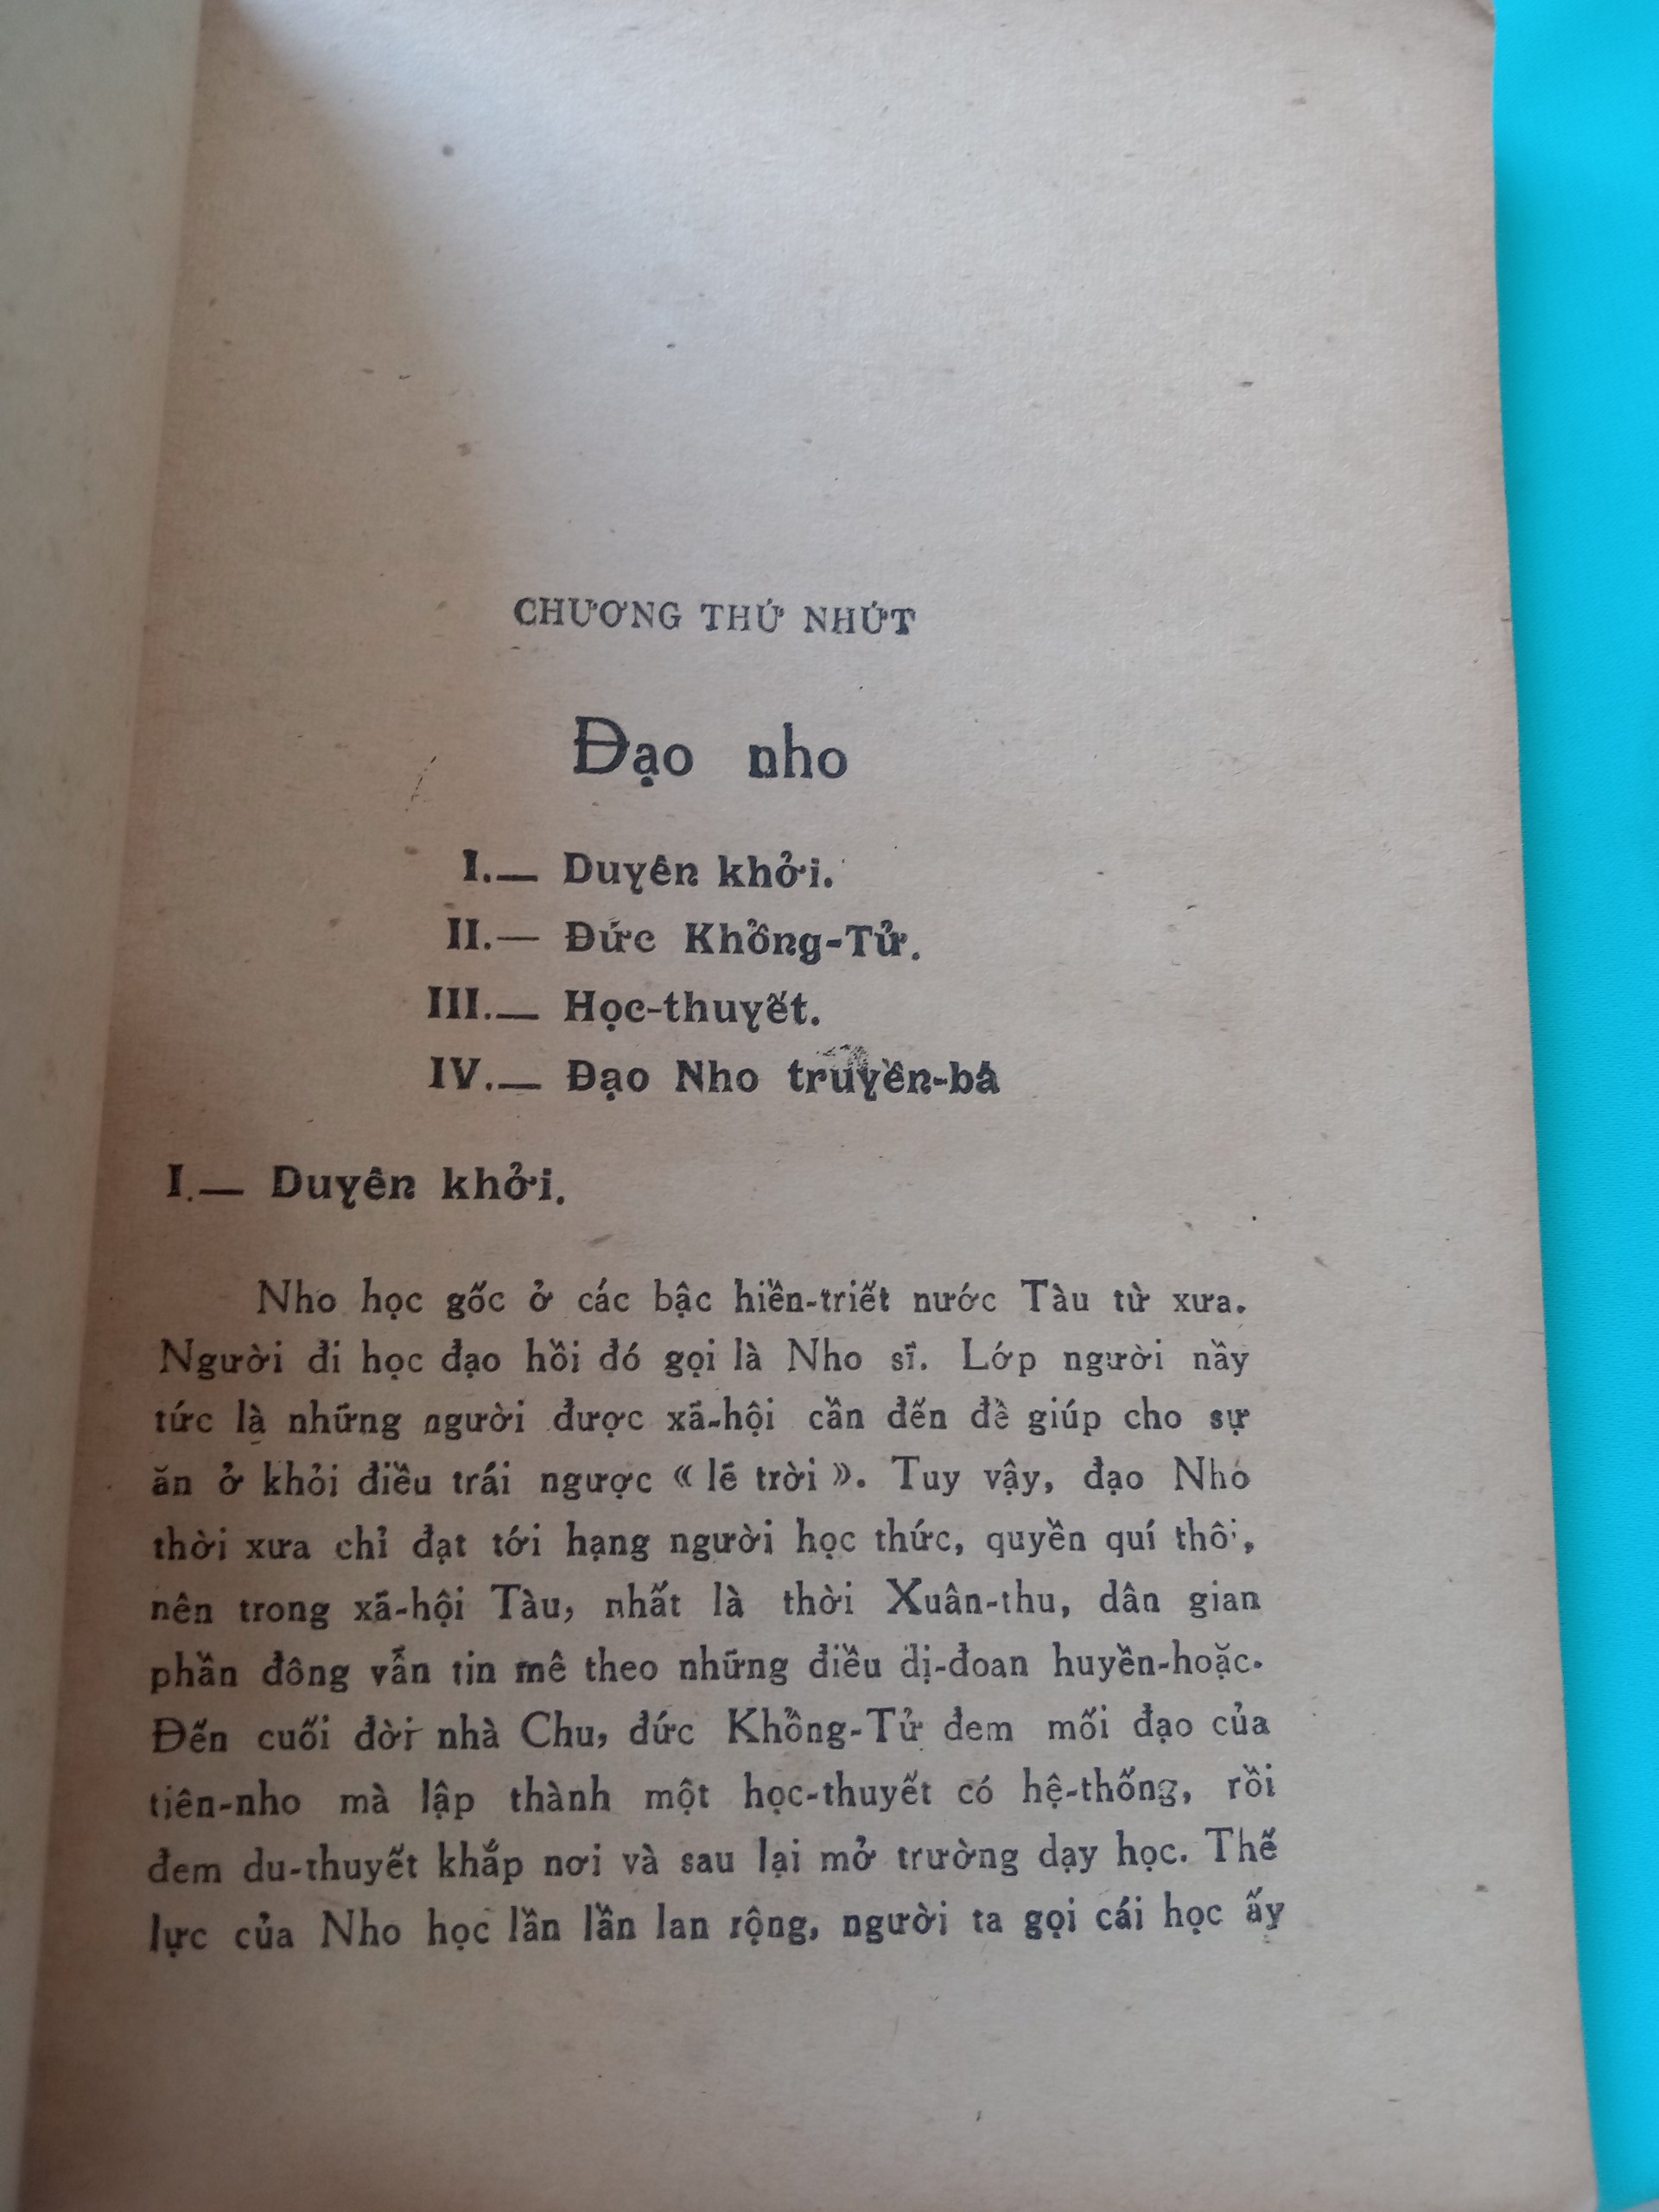 CHƯƠNG THỨ NHỨT
Đạo nho
I.— Duyên khởi.
II.— Đức Khổng-Tử.
III.— Học-thuyết.
IV.— Đạo Nho truyền-bá
I.— Duyên khởi.
Nho học gốc ở các bậc hiền-triết nước Tàu từ xưa.
Người đi học đạo hồi đó gọi là Nho sĩ. Lớp người nầy
tức là những người được xã-hội cần đến để giúp cho sự
ăn ở khỏi điều trái ngược « lẽ trời ». Tuy vậy, đạo Nho
thời xưa chỉ đạt tới hạng người học thức, quyền quí thôi,
nên trong xã-hội Tàu, nhất là thời Xuân-thu, dân gian
phần đông vẫn tin mê theo những điều dị-đoan huyền-hoặc.
Đến cuối đời nhà Chu, đức Khổng-Tử đem mối đạo của
tiên-nho mà lập thành một học-thuyết có hệ-thống, rồi
đem du-thuyết khắp nơi và sau lại mở trường dạy học. Thế
lực của Nho học lần lần lan rộng, người ta gọi cái học ấy